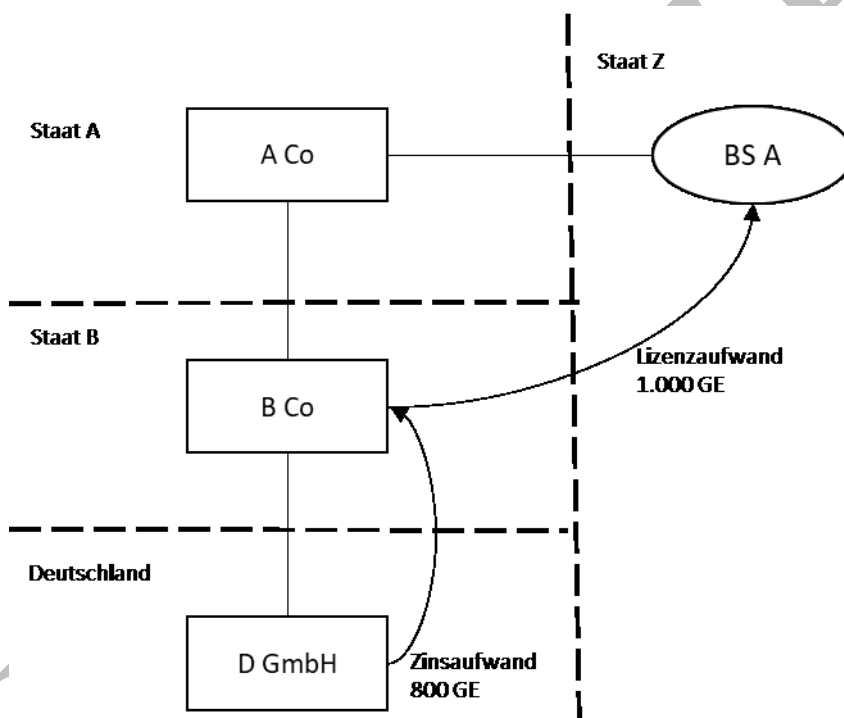 Staat Z
Staat A
A Co
BS A
Staat B
Lizenzaufwand
1.000 GE
B Co
Deutschland
D GmbH
Zinsaufwand
800 GE